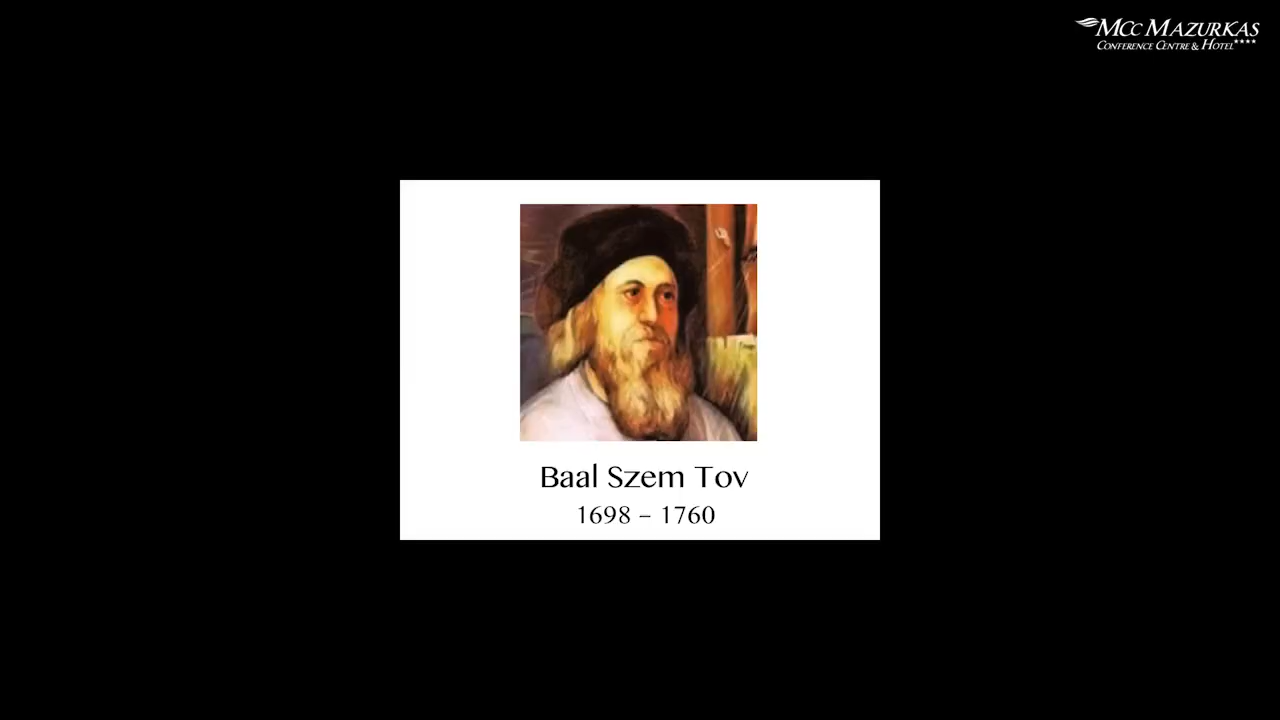 MCC MAZURKAS
CONFERENCE CENTRE & HOTEL****
Baal Szem Tov
1698 – 1760